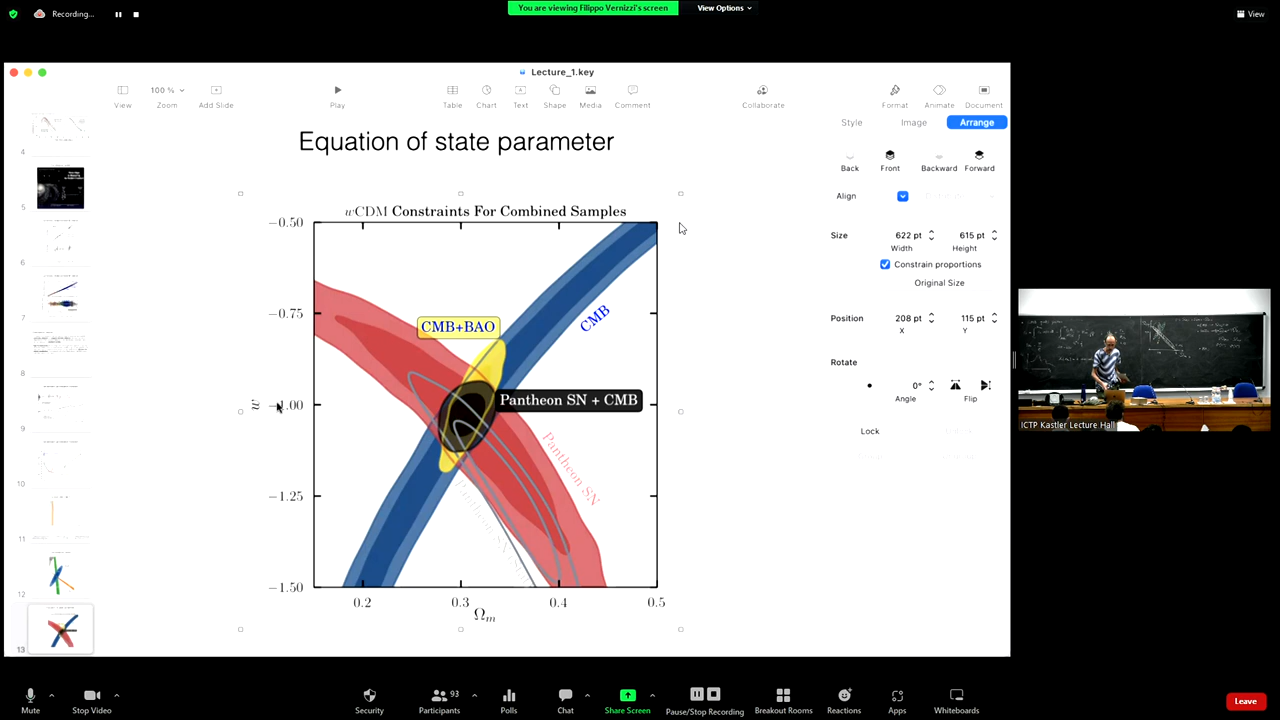 Recording...
You are viewing Filippo Vernizzi's screen
View Options
View
Lecture_1.key
View
100 %
Zoom
Add Slide
Play
Table
Chart
Text
Shape
Media
Comment
Collaborate
Format
Animate
Document
Style
Image
Arrange
Back
Front
Backward
Forward
Align
Size
622 pt
Width
615 pt
Height
Constrain proportions
Original Size
Position
208 pt
X
115 pt
Y
Rotate
0°
Angle
Flip
Lock
4
5
6
7
8
9
10
11
12
13
Equation of state parameter
wCDM Constraints For Combined Samples
−0.50
−0.75
−1.00
−1.25
−1.50
w
CMB+BAO
CMB
Pantheon SN + CMB
Pantheon SN
0.2
0.3
0.4
0.5
Ωm
ICTP Kastler Lecture Hall
Mute
Stop Video
Security
Participants
93
Polls
Chat
Share Screen
Pause/Stop Recording
Breakout Rooms
Reactions
Apps
Whiteboards
Leave